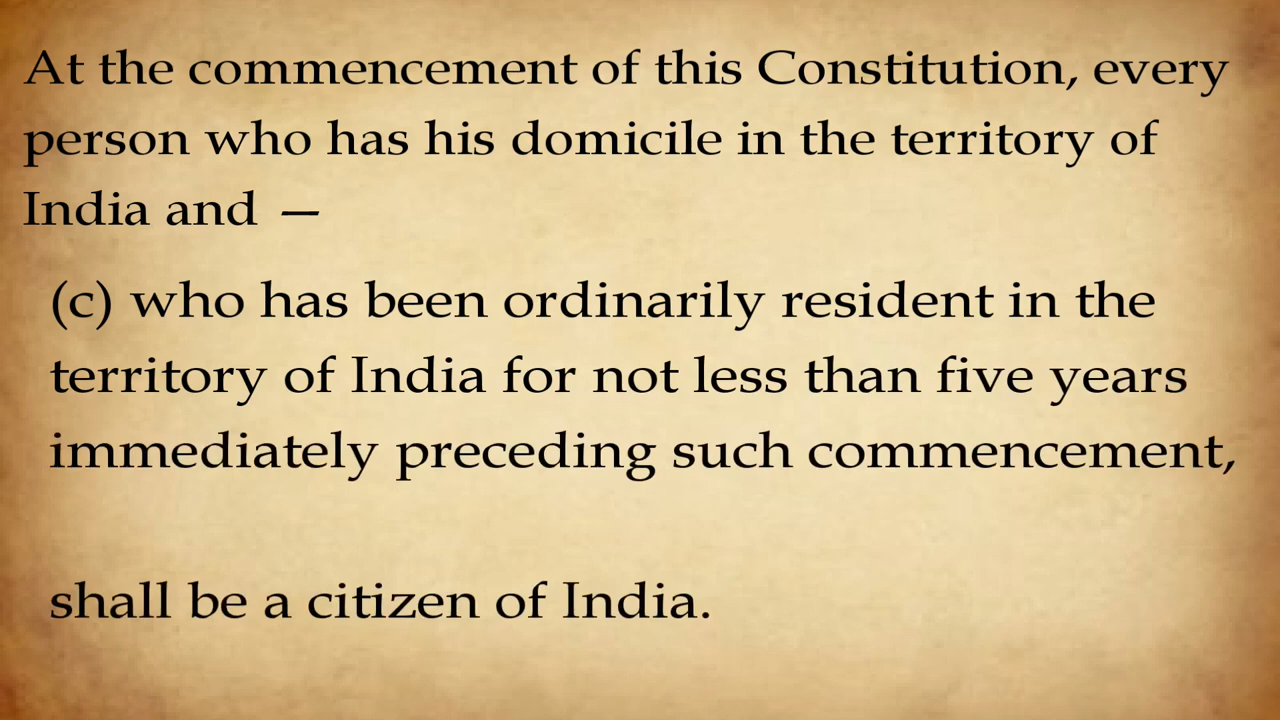 At the commencement of this Constitution, every
person who has his domicile in the territory of
India and —
(c) who has been ordinarily resident in the
territory of India for not less than five years
immediately preceding such commencement,
shall be a citizen of India.